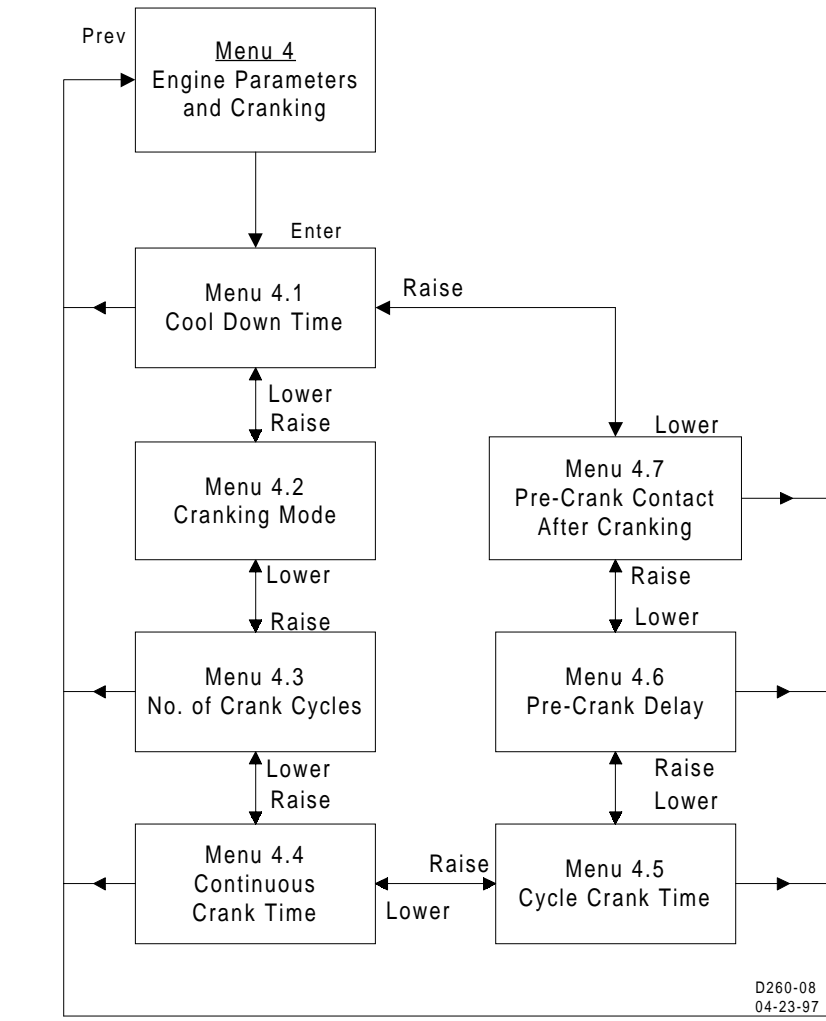 Prev
Menu 4
Engine Parameters
and Cranking
Enter
Menu 4.1
Cool Down Time
Raise
Lower
Raise
Lower
Menu 4.2
Cranking Mode
Menu 4.7
Pre-Crank Contact
After Cranking
Lower
Raise
Raise
Lower
Menu 4.3
No. of Crank Cycles
Menu 4.6
Pre-Crank Delay
Lower
Raise
Raise
Lower
Menu 4.4
Continuous
Crank Time
Raise
Lower
Menu 4.5
Cycle Crank Time
D260-08
04-23-97